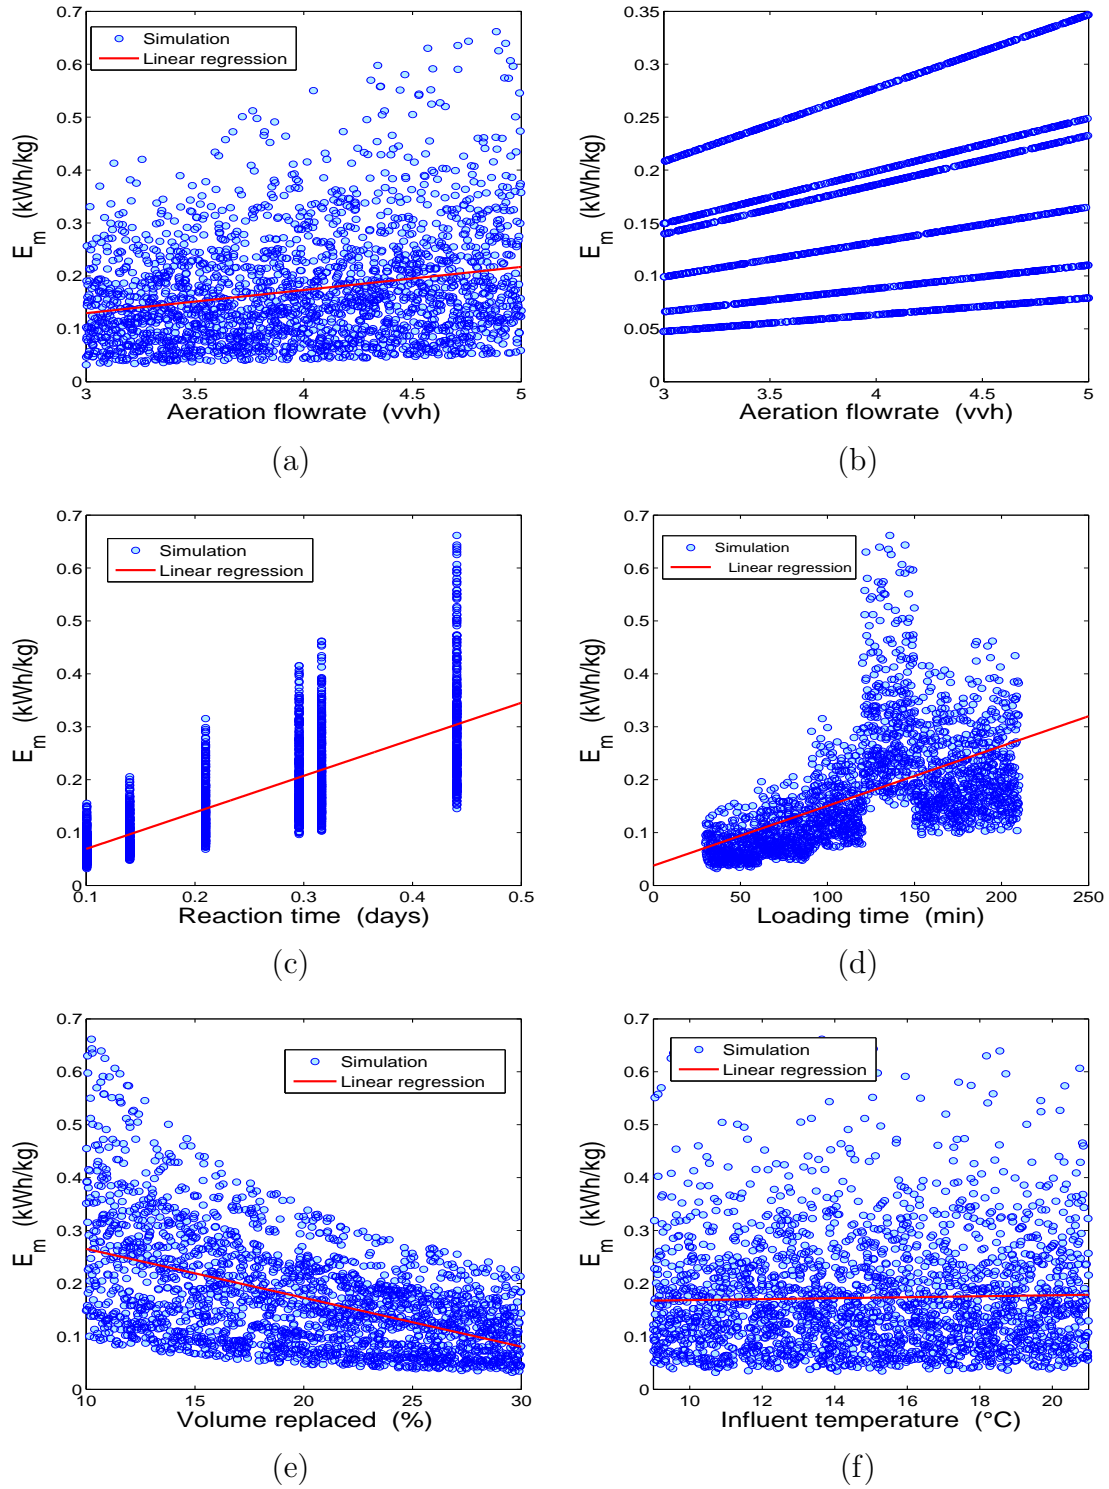 0.7
0.6
0.5
0.4
0.3
0.2
0.1
0
E_m (kWh/kg)
Simulation
Linear regression
3 3.5 4 4.5 5
Aeration flowrate (vvh)
(a)
0.35
0.3
0.25
0.2
0.15
0.1
0.05
0
E_m (kWh/kg)
3 3.5 4 4.5 5
Aeration flowrate (vvh)
(b)
0.7
0.6
0.5
0.4
0.3
0.2
0.1
0
E_m (kWh/kg)
Simulation
Linear regression
0.1 0.2 0.3 0.4 0.5
Reaction time (days)
(c)
0.7
0.6
0.5
0.4
0.3
0.2
0.1
0
E_m (kWh/kg)
Simulation
Linear regression
0 50 100 150 200 250
Loading time (min)
(d)
0.7
0.6
0.5
0.4
0.3
0.2
0.1
0
E_m (kWh/kg)
Simulation
Linear regression
10 15 20 25 30
Volume replaced (%)
(e)
0.7
0.6
0.5
0.4
0.3
0.2
0.1
0
E_m (kWh/kg)
Simulation
Linear regression
10 12 14 16 18 20
Influent temperature (°C)
(f)